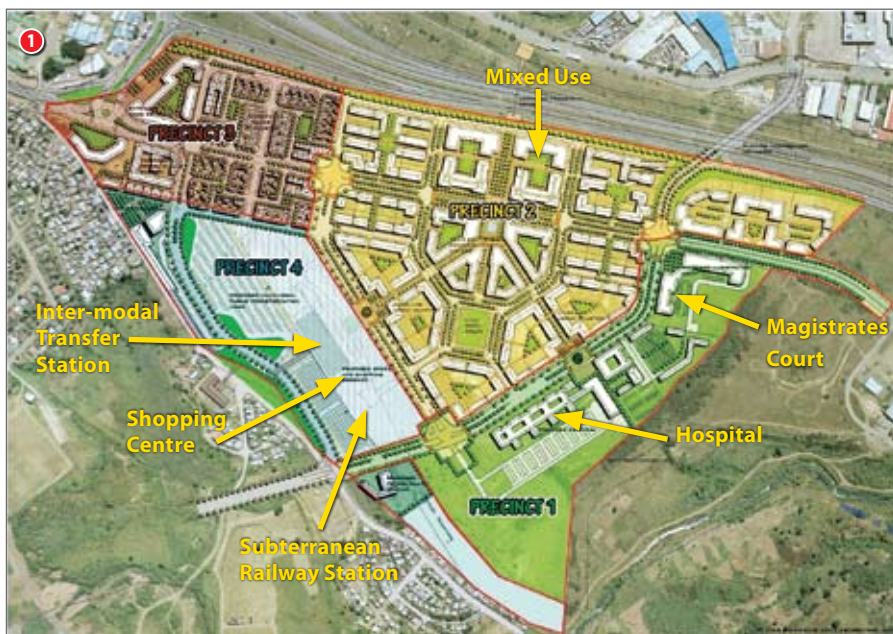 1
Mixed Use
PRECINCT 3
PRECINCT 2
PRECINCT 4
Inter-modal
Transfer
Station
Magistrates
Court
Shopping
Centre
Hospital
PRECINCT 1
Subterranean
Railway Station